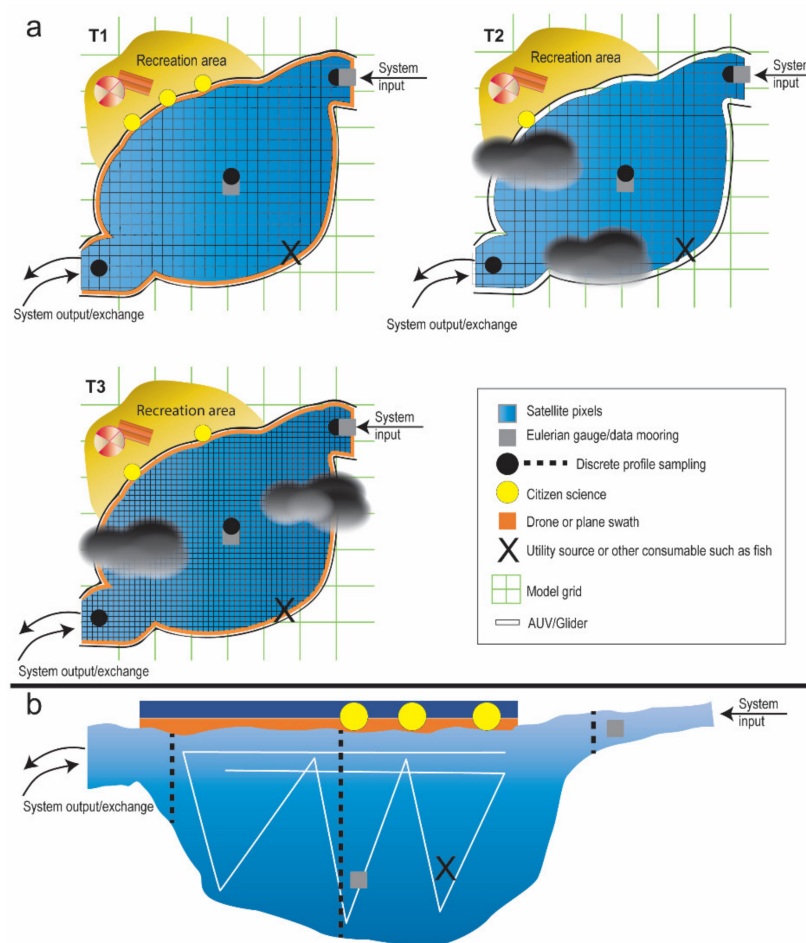 a
T1
Recreation area
System
input
System output/exchange
T2
Recreation area
System
input
System output/exchange
T3
Recreation area
System
input
System output/exchange
Satellite pixels
Eulerian gauge/data mooring
Discrete profile sampling
Citizen science
Drone or plane swath
X Utility source or other consumable such as fish
Model grid
AUV/Glider
b
System
input
System output/exchange